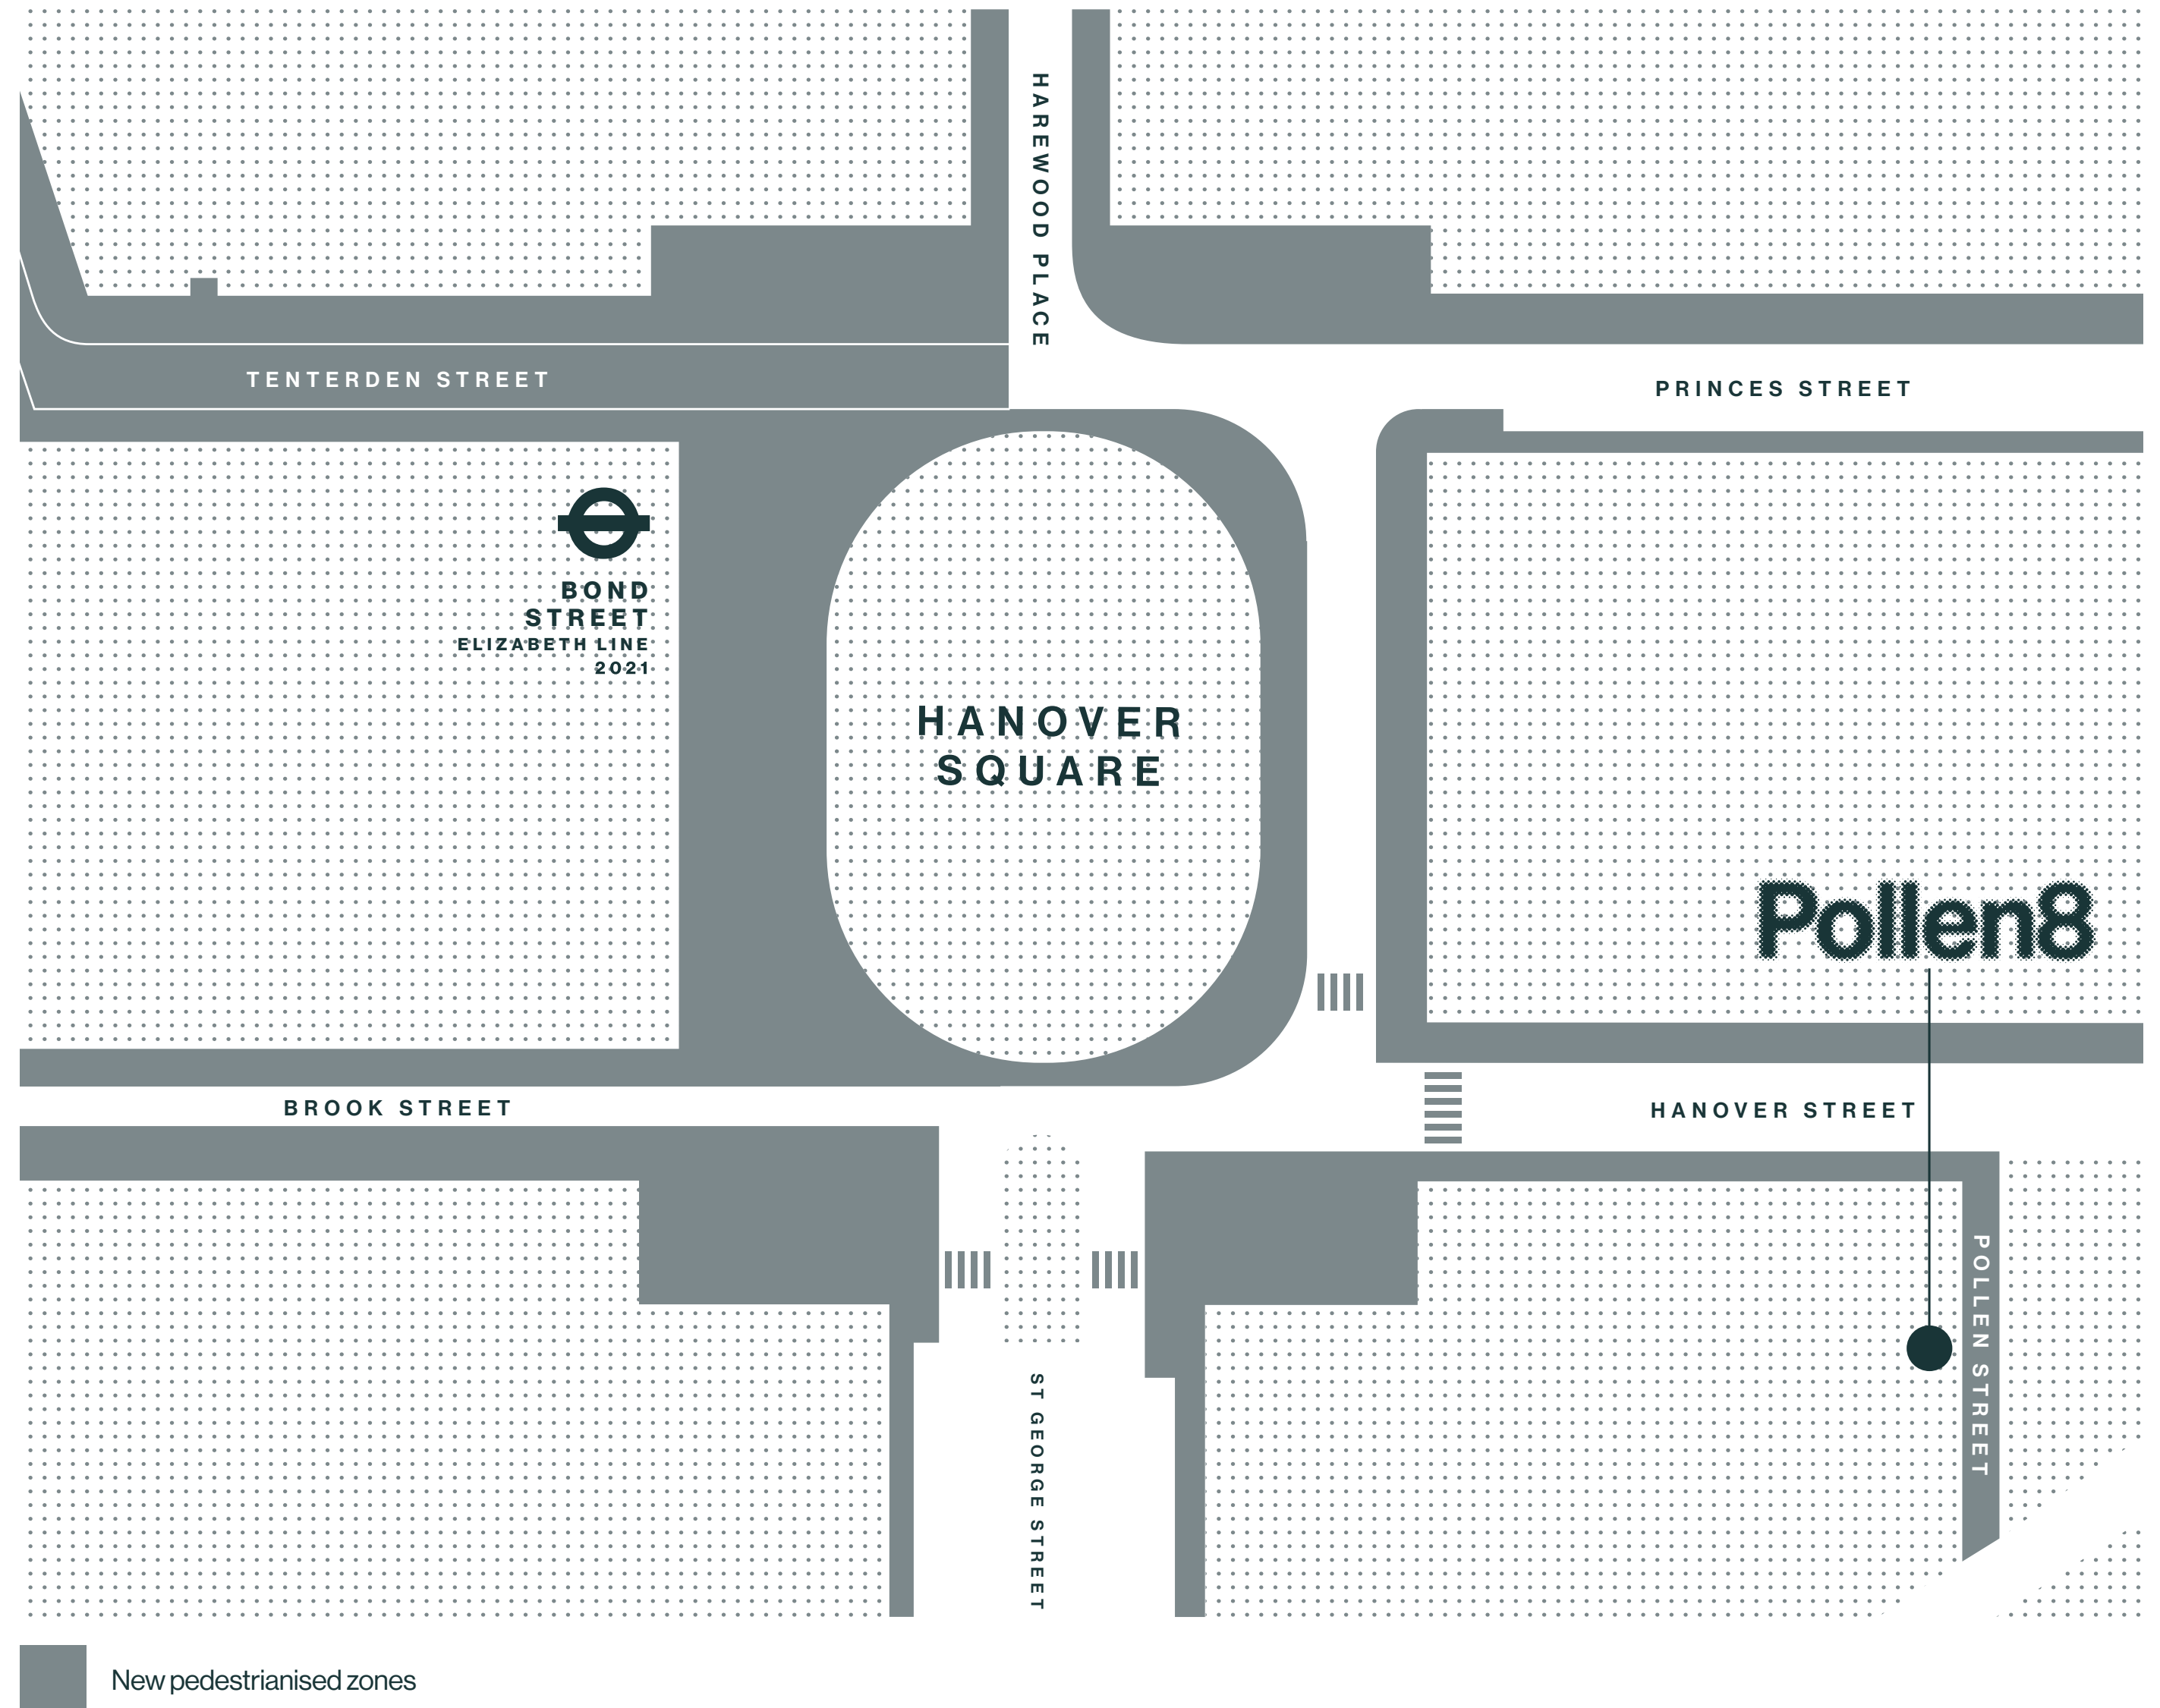 HAREWOOD PLACE
TENTERDEN STREET
PRINCES STREET
BOND
STREET
ELIZABETH LINE
2021
HANOVER
SQUARE
Pollen8
BROOK STREET
HANOVER STREET
POLLEN STREET
ST GEORGE STREET
New pedestrianised zones